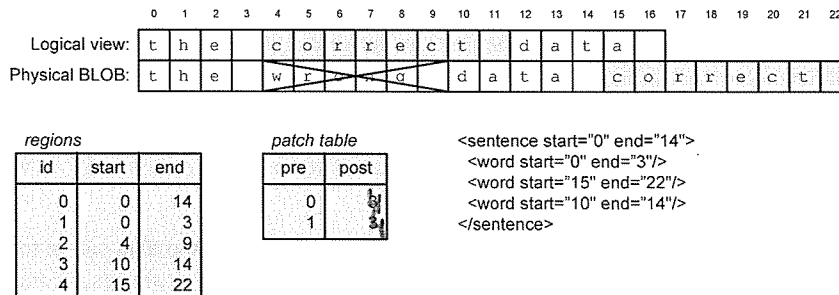 0 1 2 3 4 5 6 7 8 9 10 11 12 13 14 15 16 17 18 19 20 21 22
Logical view: t h e c o r r e c t d a t a
Physical BLOB: t h e w r o n g d a t a c o r r e c t
regions
id start end
0 0 14
1 0 3
2 4 9
3 10 14
4 15 22
patch table
pre post
0
1
<sentence start="0" end="14">
<word start="0" end="3"/>
<word start="15" end="22"/>
<word start="10" end="14"/>
</sentence>